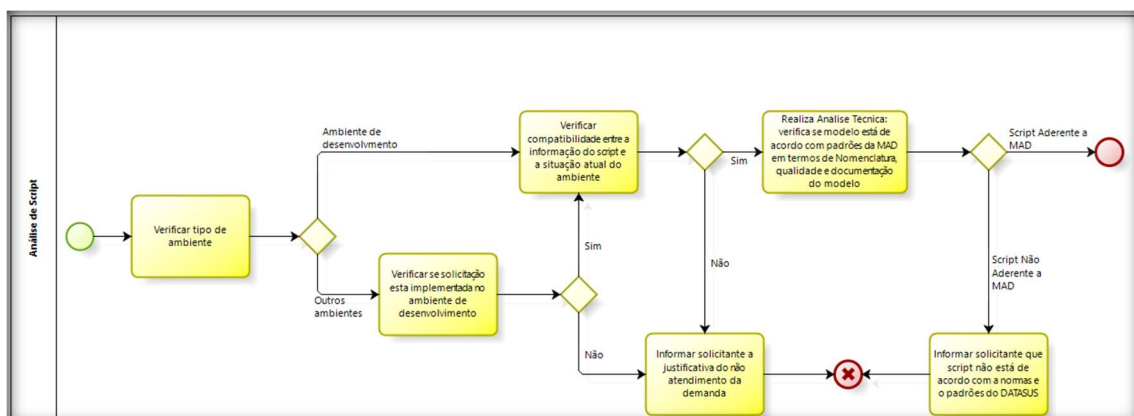 Análise de Script
Verificar tipo de
ambiente
Ambiente de
desenvolvmento
Outros
ambientes
Verificar se solicitação
esta implementada no
ambiente de
desenvolvimento
Verificar
compatibilidade entre a
informação do script e
a situação atual do
ambiente
Sim
Não
Sim
Não
Realiza Análise Técnica:
verifica se modelo está de
acordo com padrões da MAD
em termos de Nomenclatura,
qualidade e documentação
do modelo
Script Aderente a
MAD
Script Não
Aderente a
MAD
Informar solicitante a
justificativa do não
atendimento da
demanda
Informar solicitante que
script não está de
acordo com a normas e
o padrões do DATASUS